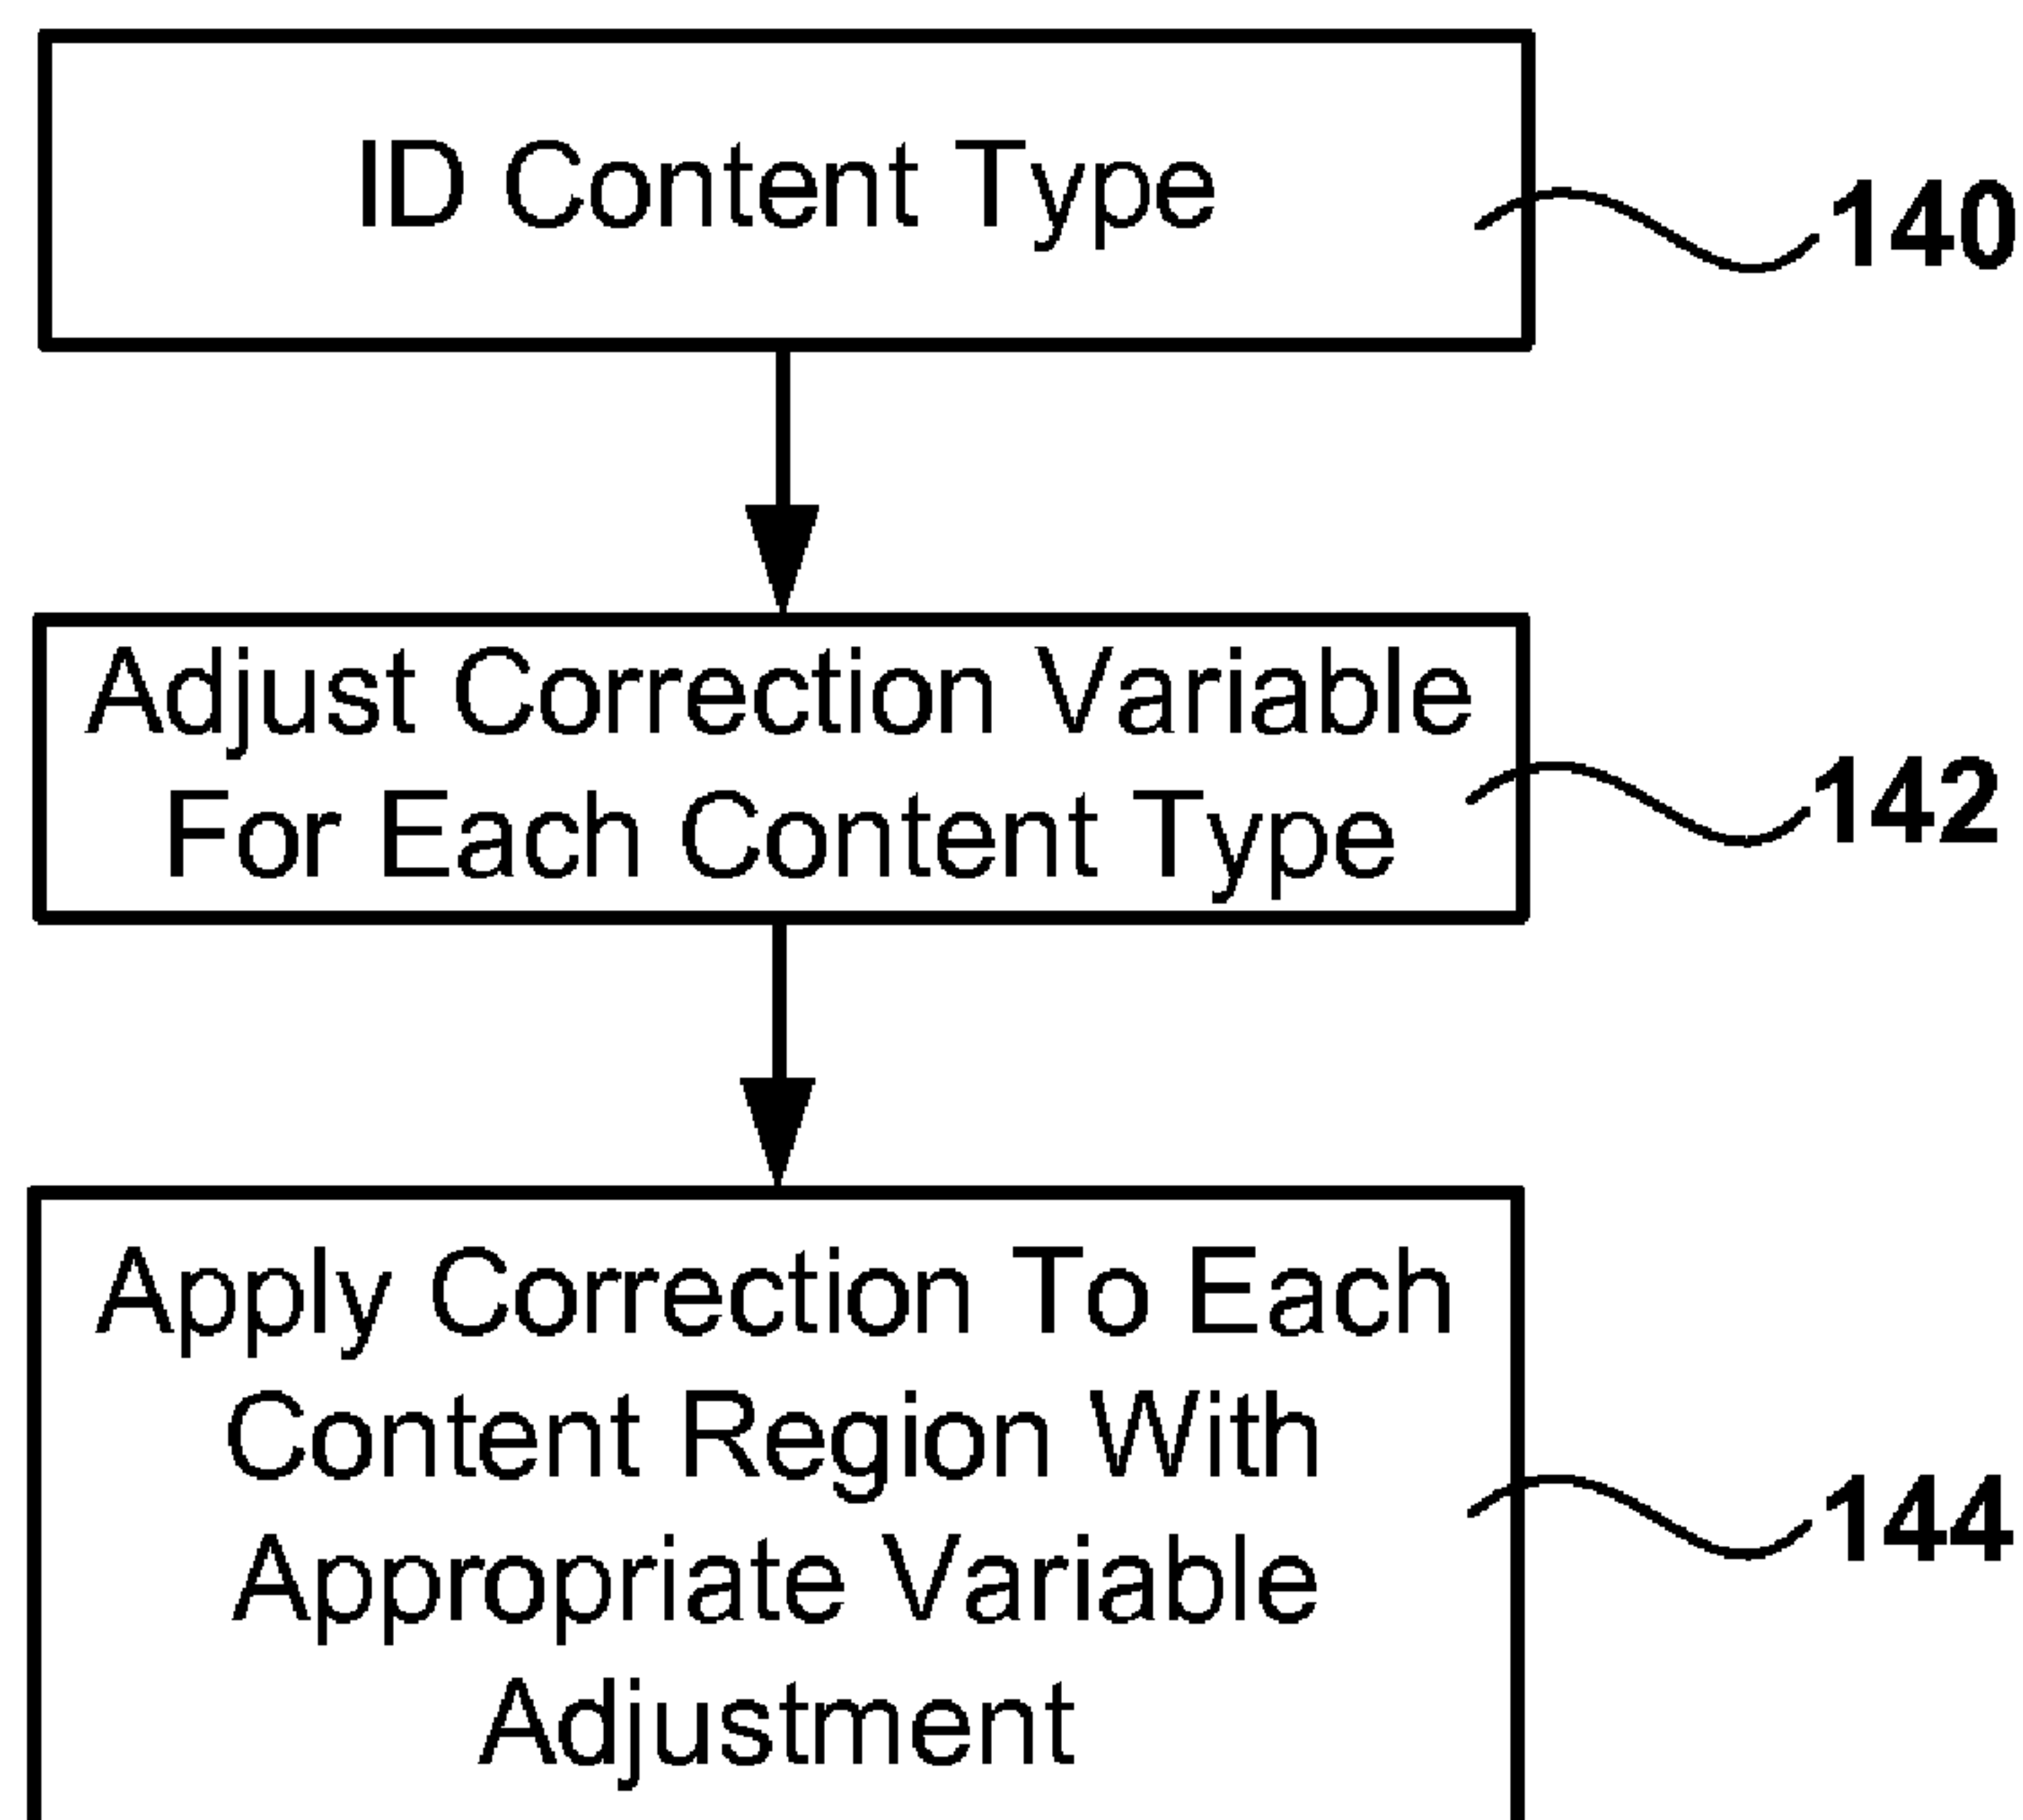 ID Content Type
140
Adjust Correction Variable
For Each Content Type
142
Apply Correction To Each
Content Region With
Appropriate Variable
Adjustment
144